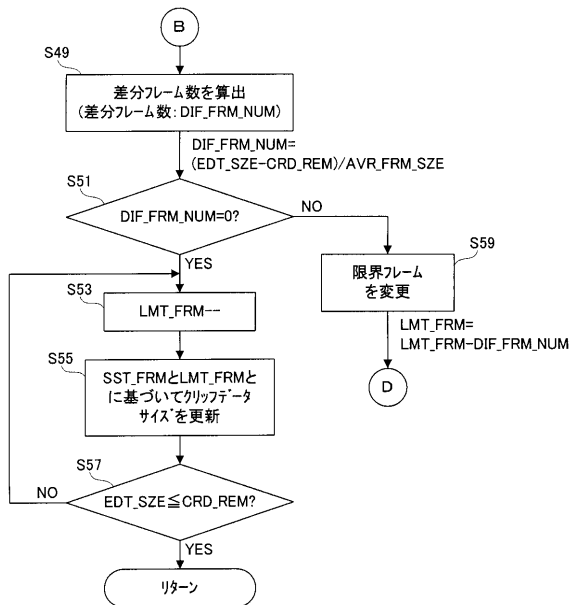 B
S49
差分フレーム数を算出
(差分フレーム数:DIF_FRM_NUM)
DIF_FRM_NUM=
(EDT_SZE-CRD_REM)/AVR_FRM_SZE
S51
DIF_FRM_NUM=0?
NO
YES
S59
限界フレーム
を変更
LMT_FRM=
LMT_FRM-DIF_FRM_NUM
D
S53
LMT_FRM--
S55
SST_FRMとLMT_FRMと
に基づいてクリップデータ
サイズを更新
S57
NO
EDT_SZE≦CRD_REM?
YES
リターン